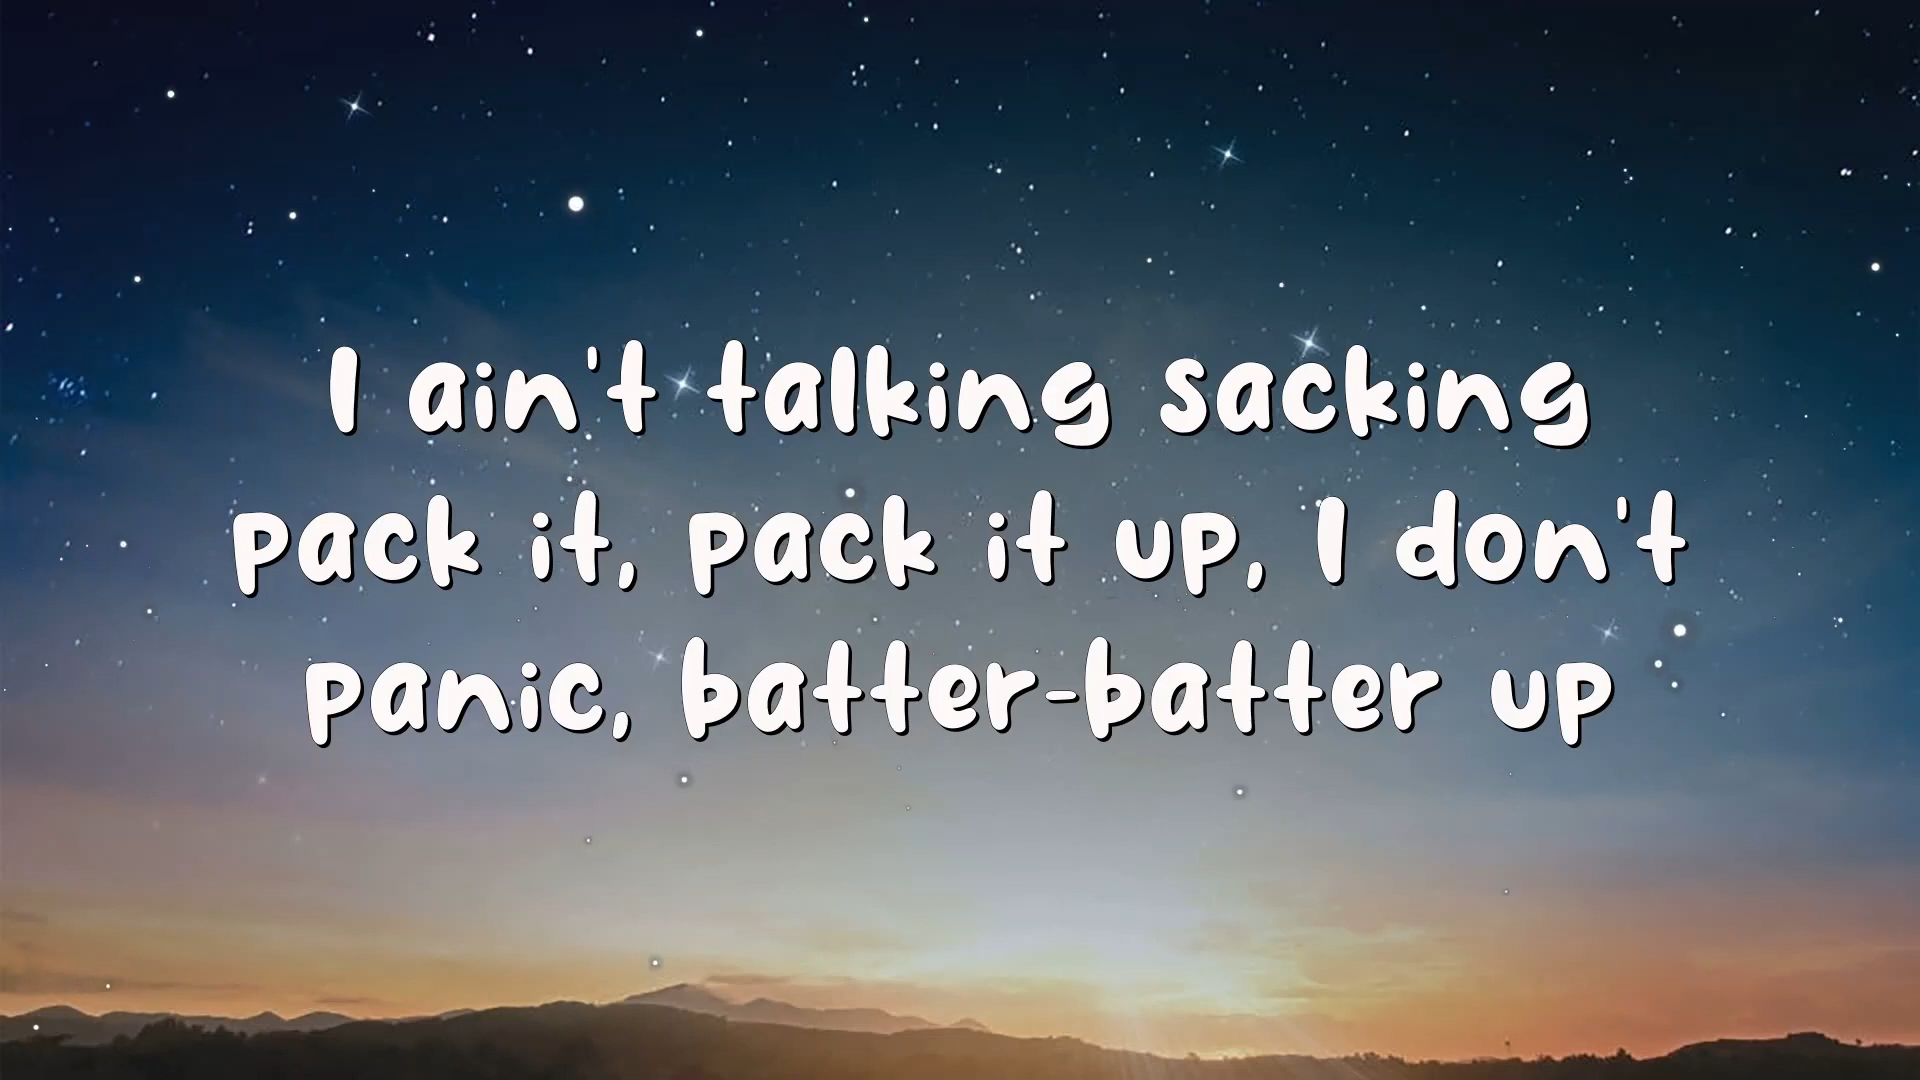 I ain't talking sacking
pack it, pack it up, I don't
panic, batter-batter up